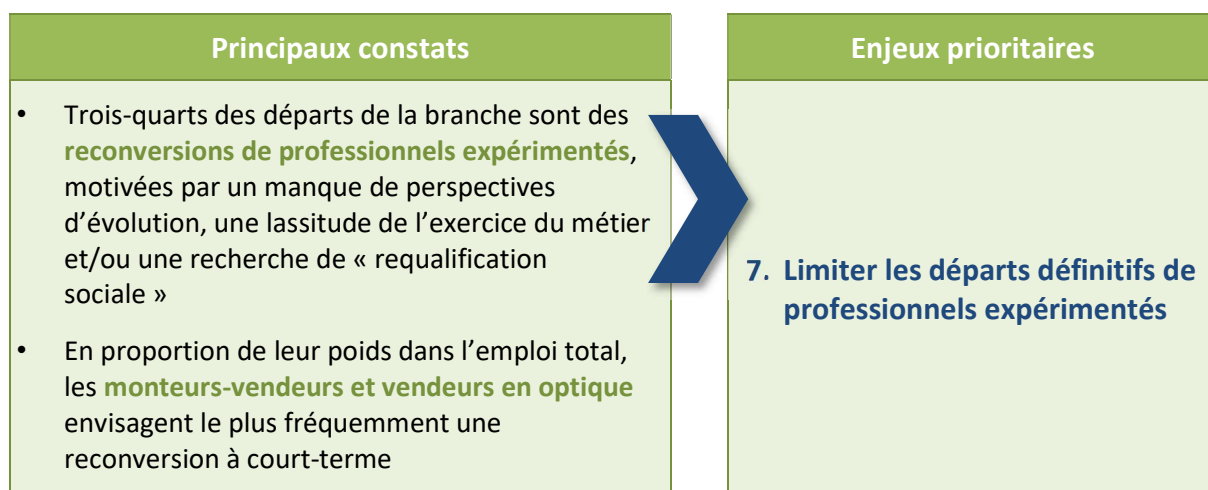 Principaux constats
• Trois-quarts des départs de la branche sont des
reconversions de professionnels expérimentés,
motivées par un manque de perspectives
d’évolution, une lassitude de l’exercice du métier
et/ou une recherche de « requalification
sociale »
• En proportion de leur poids dans l’emploi total,
les monteurs-vendeurs et vendeurs en optique
envisagent le plus fréquemment une
reconversion à court-terme
Enjeux prioritaires
7. Limiter les départs définitifs de
professionnels expérimentés